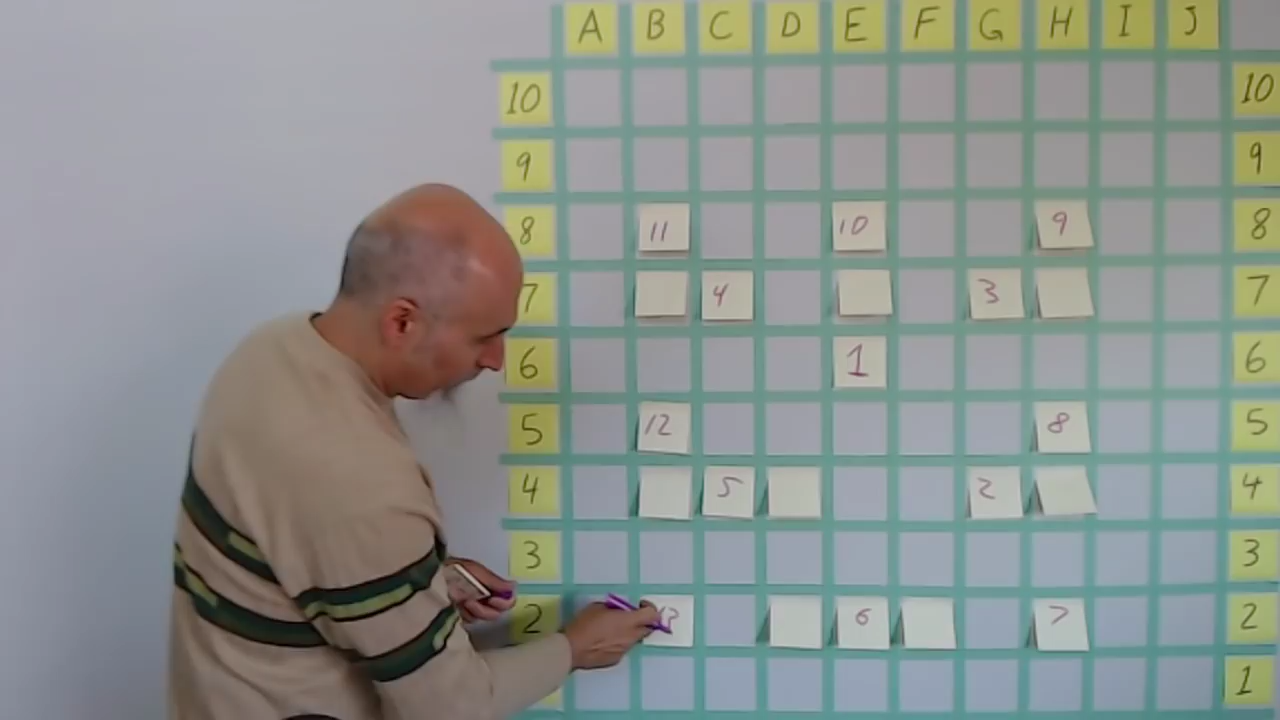 A B C D E F G H I J
10 10
9 9
8 11 10 9 8
7 4 3 7
6 1 6
5 12 8 5
4 5 2 4
3 3
2 13 6 7 2
1